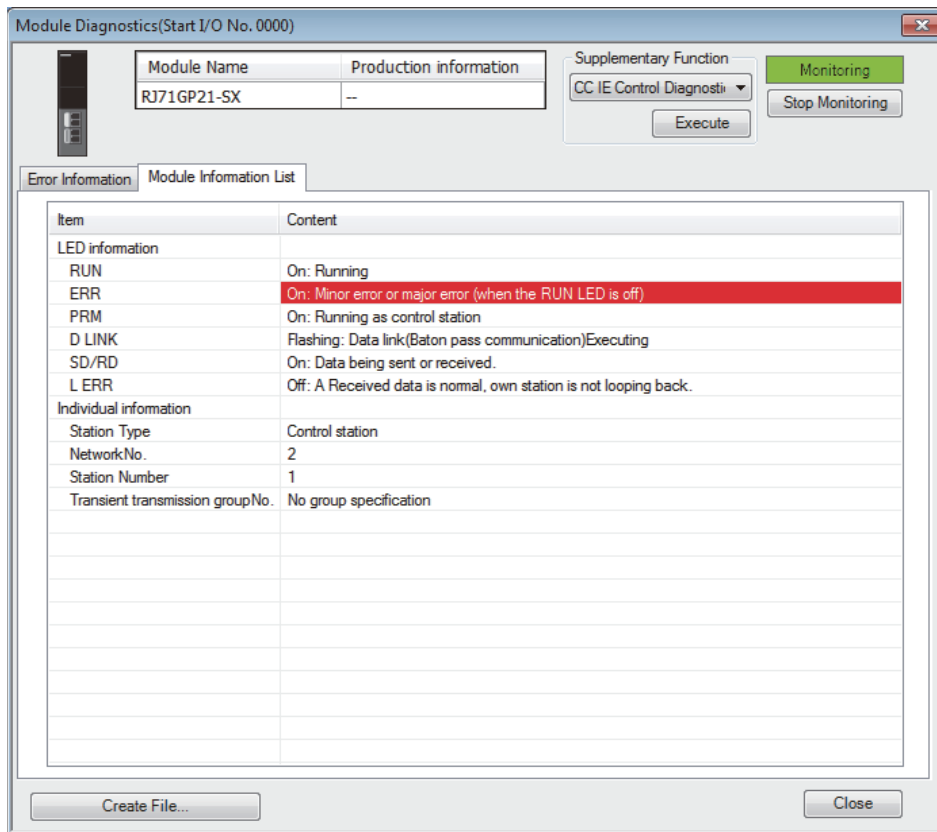 Module Diagnostics(Start I/O No. 0000)
Module Name Production information
RJ71GP21-SX --
Supplementary Function
CC IE Control Diagnosti
Execute
Monitoring
Stop Monitoring
Error Information Module Information List
Item Content
LED information
RUN On: Running
ERR On: Minor error or major error (when the RUN LED is off)
PRM On: Running as control station
D LINK Flashing: Data link(Baton pass communication)Executing
SD/RD On: Data being sent or received.
L ERR Off: A Received data is normal, own station is not looping back.
Individual information
Station Type Control station
NetworkNo. 2
Station Number 1
Transient transmission groupNo. No group specification
Create File... Close